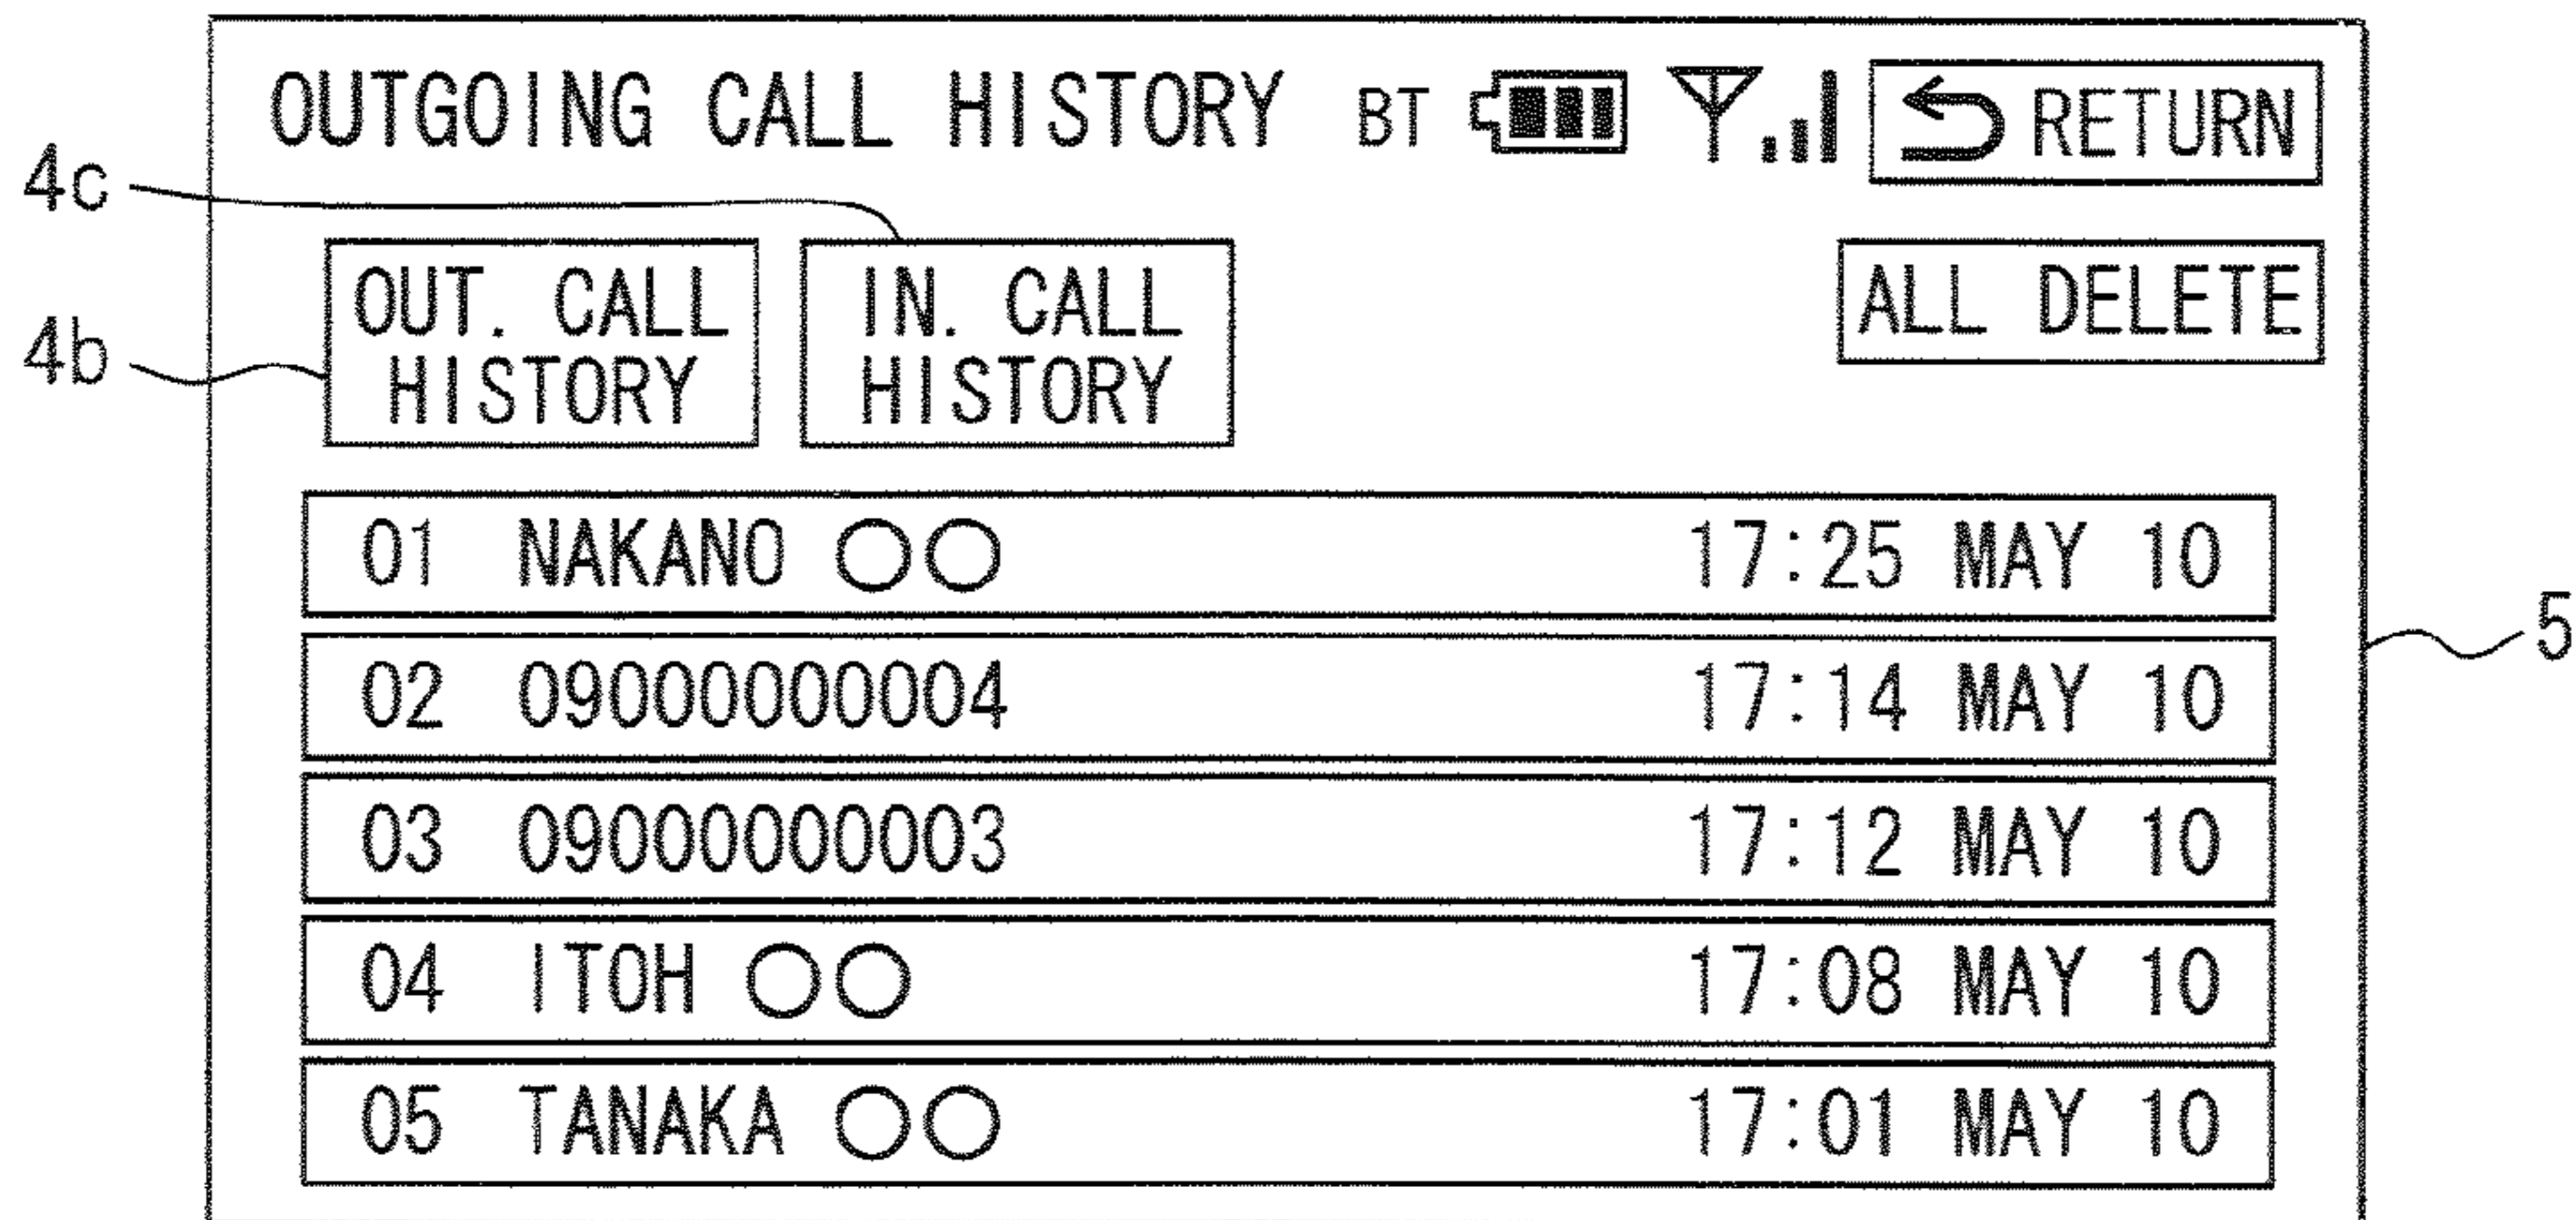 OUTGOING CALL HISTORY BT RETURN
4c
OUT. CALL HISTORY
IN. CALL HISTORY
ALL DELETE
4b
01 NAKANO ○○ 17:25 MAY 10
5
02 09000000004 17:14 MAY 10
03 09000000003 17:12 MAY 10
04 ITOH ○○ 17:08 MAY 10
05 TANAKA ○○ 17:01 MAY 10